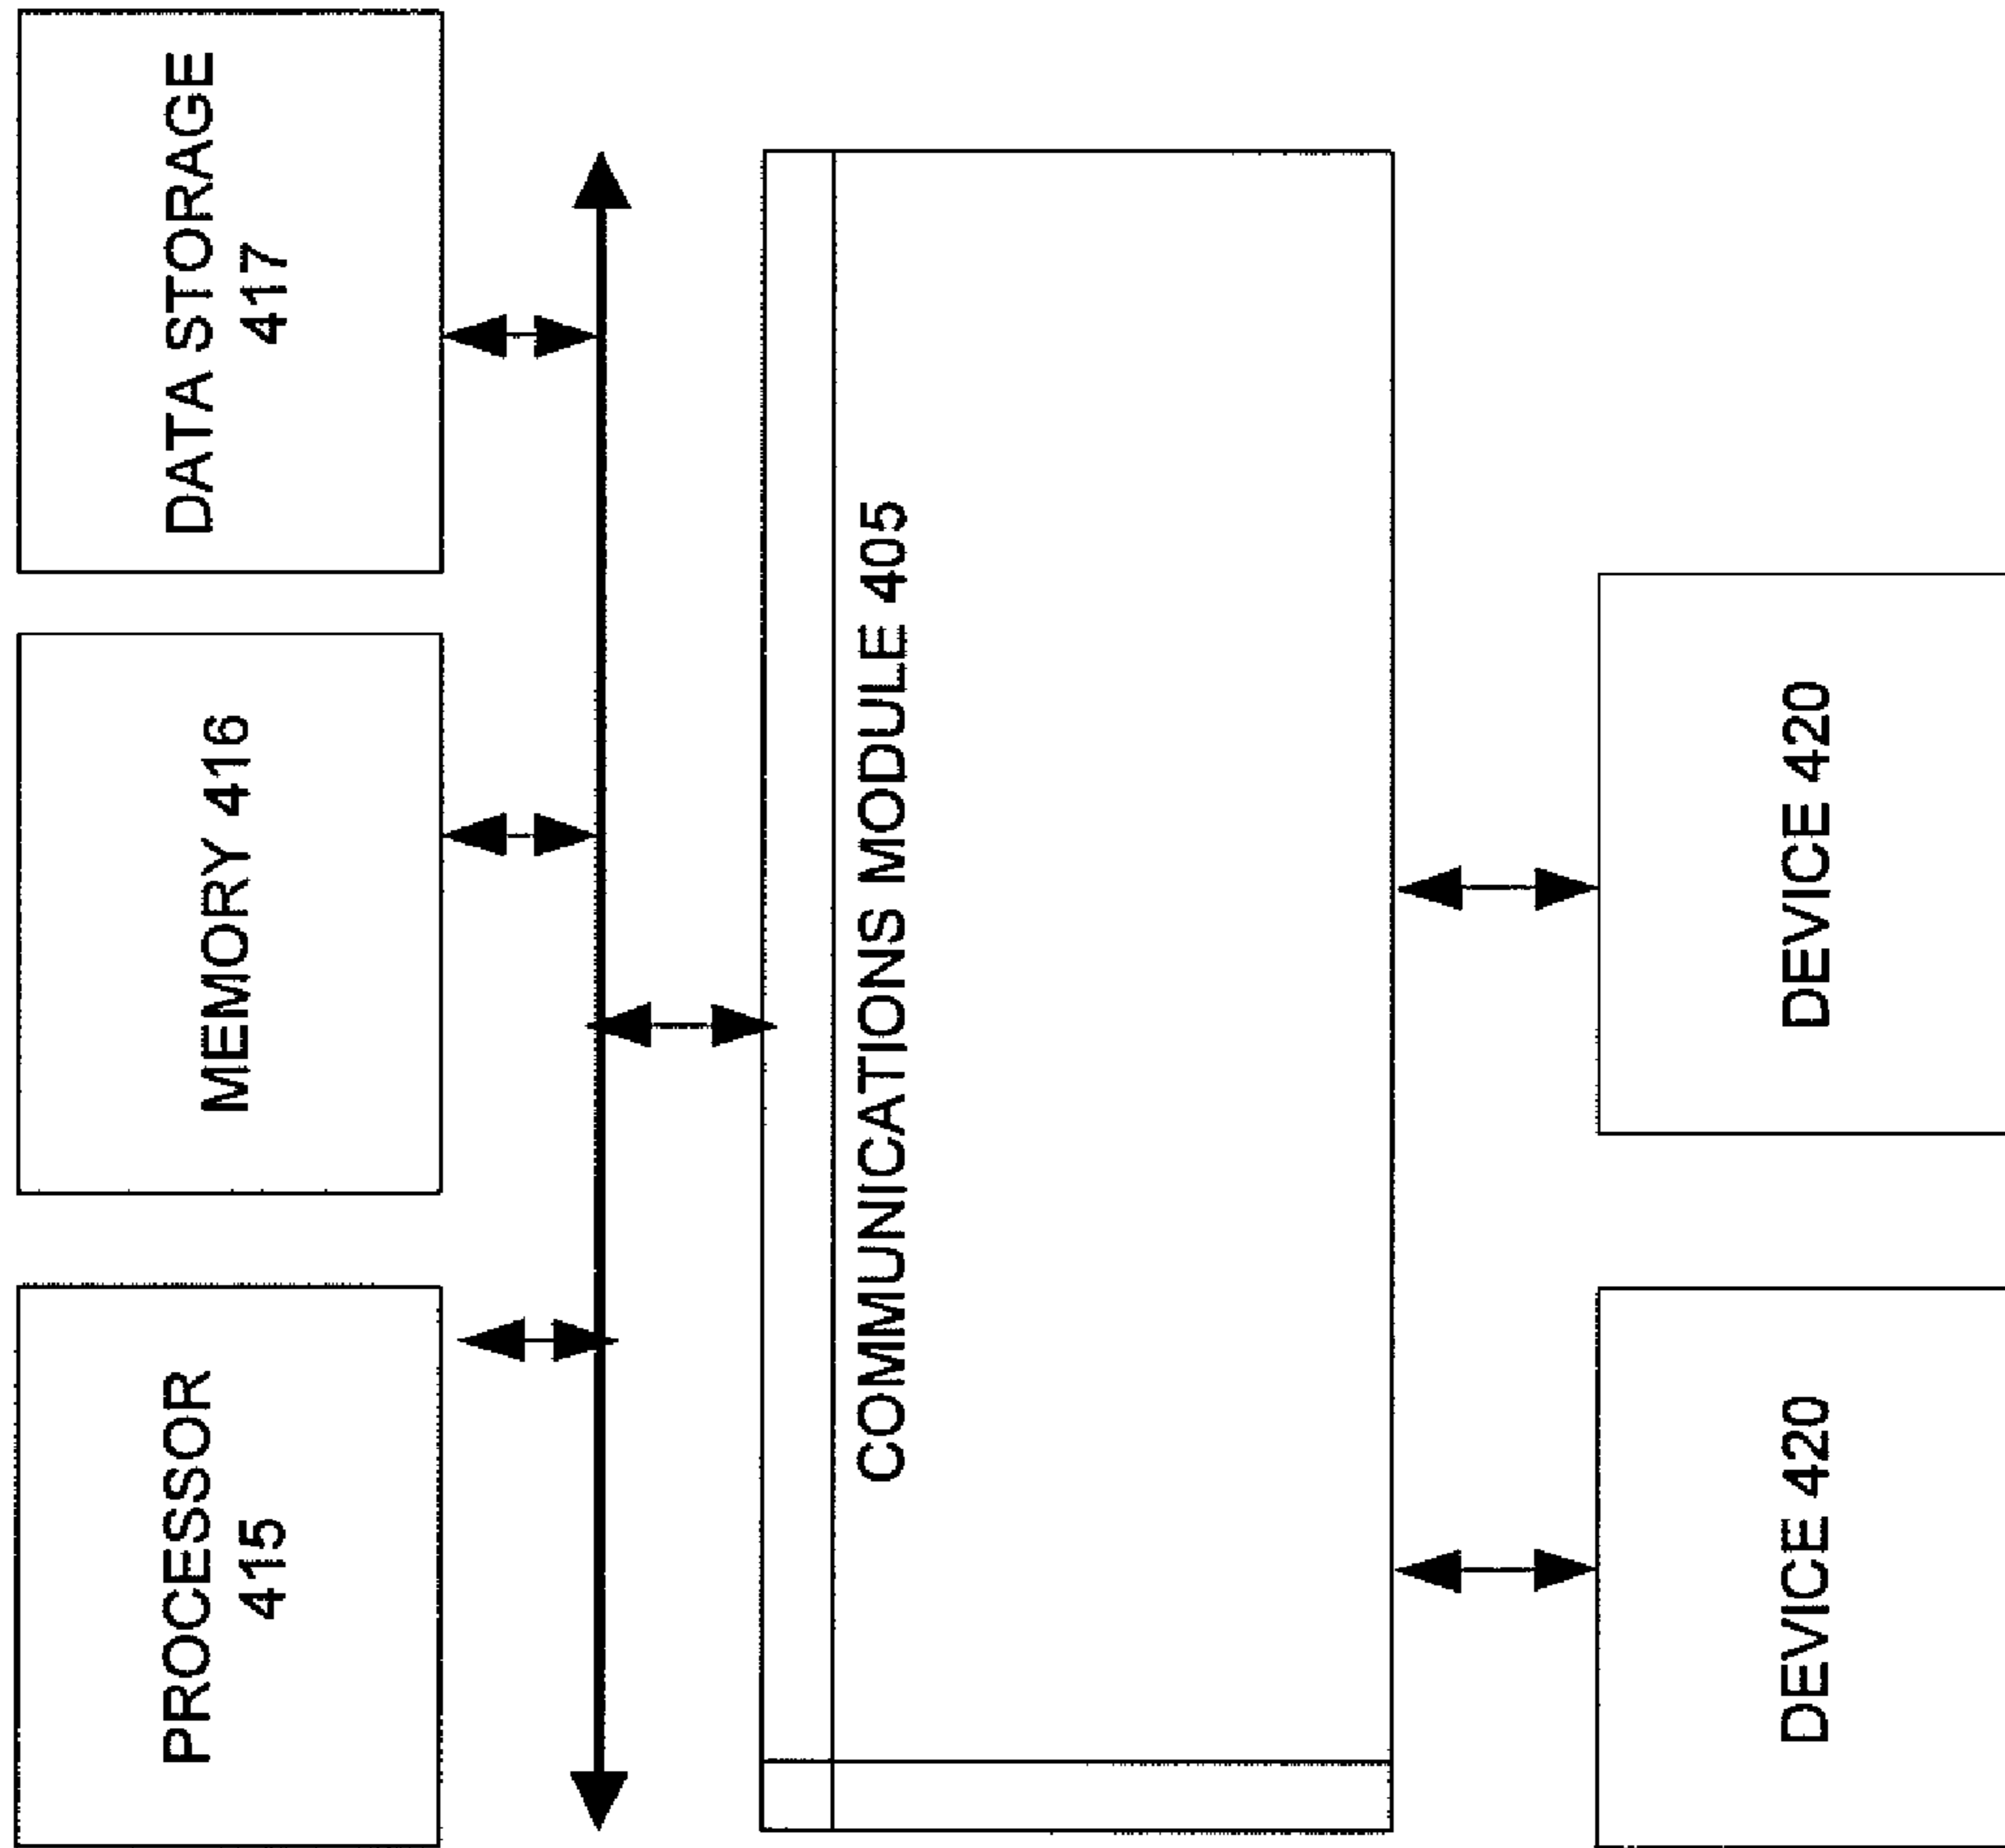 PROCESSOR
415
MEMORY 416
DATA STORAGE
417
COMMUNICATIONS MODULE 405
DEVICE 420
DEVICE 420